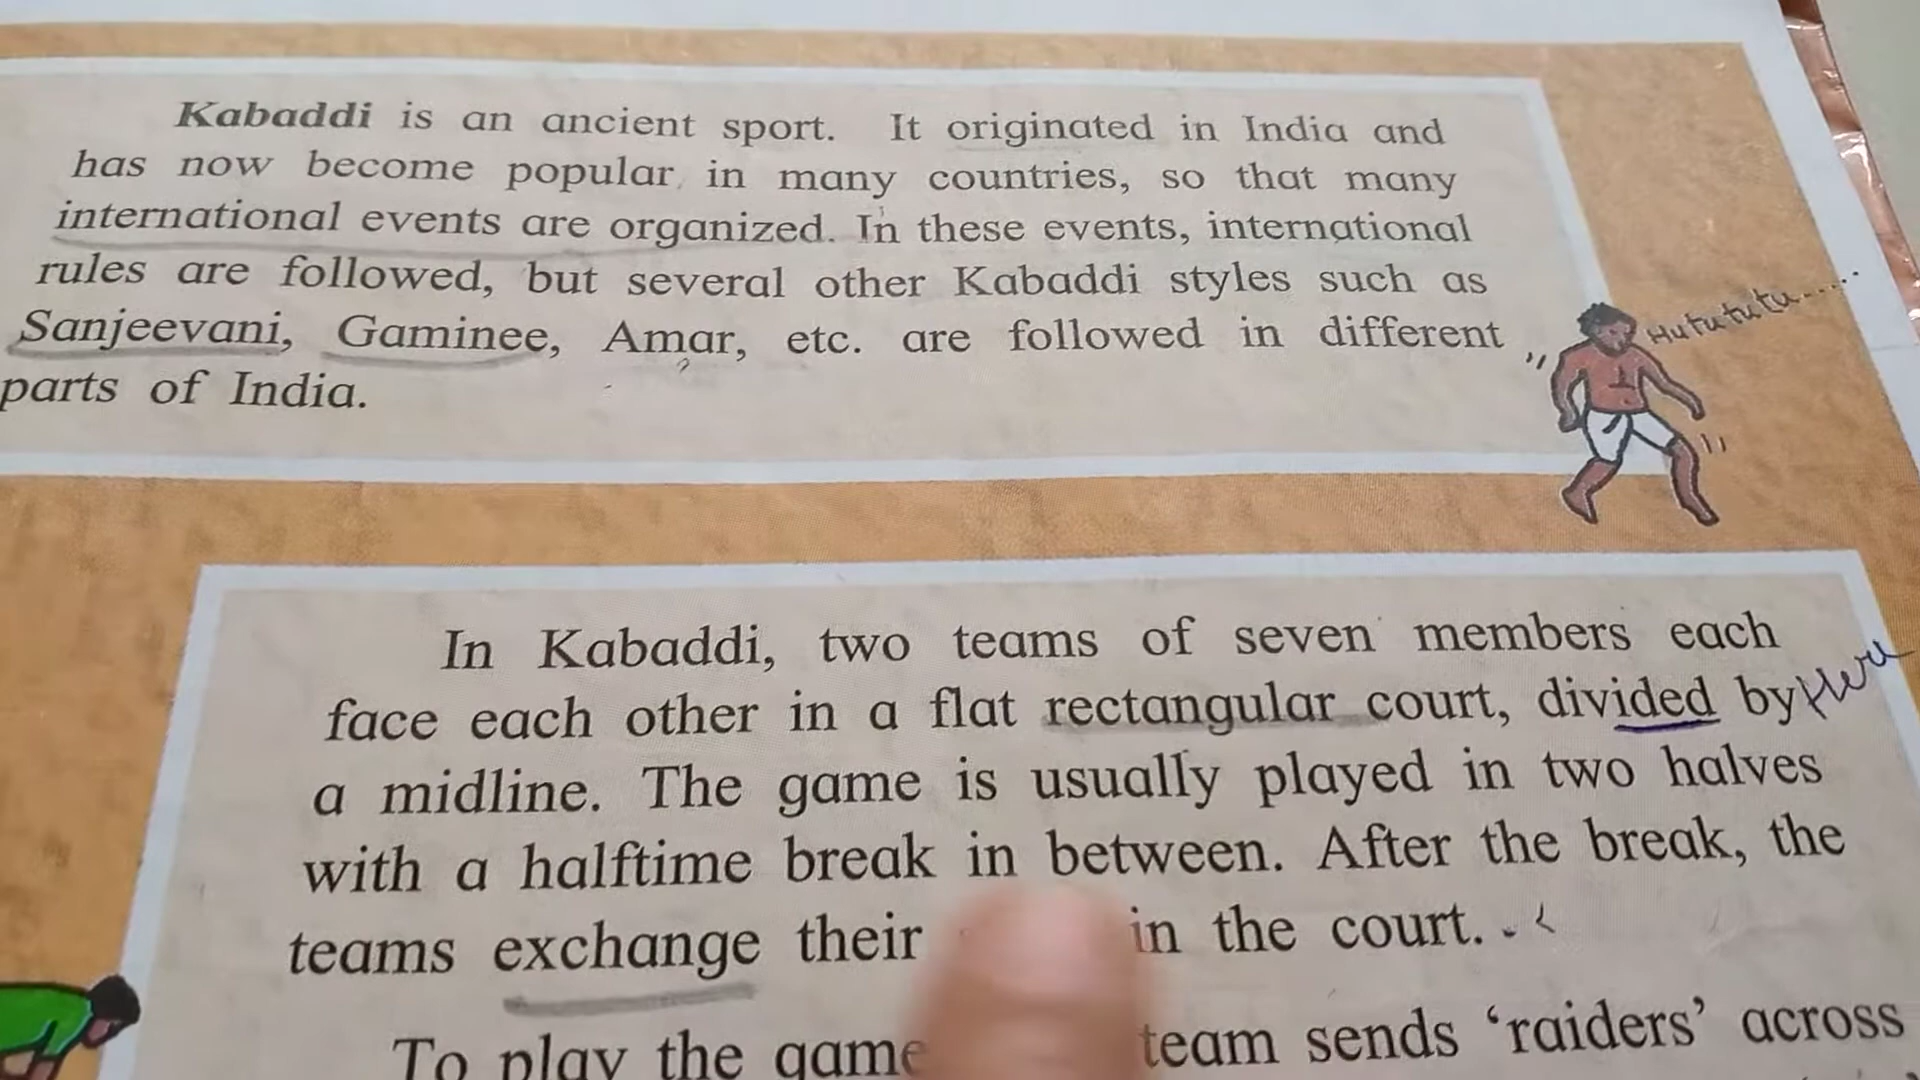 Kabaddi is an ancient sport. It originated in India and
has now become popular in many countries, so that many
international events are organized. In these events, international
rules are followed, but several other Kabaddi styles such as
Sanjeevani, Gaminee, Amar, etc. are followed in different
parts of India.
Hutututu.....
In Kabaddi, two teams of seven members each
face each other in a flat rectangular court, divided by
a midline. The game is usually played in two halves
with a halftime break in between. After the break, the
teams exchange their in the court.
To play the game team sends ‘raiders’ across